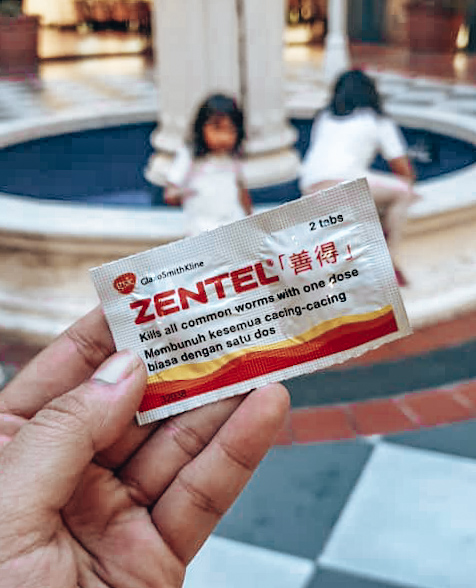 2 tabs
gsk GlaxoSmithKline
ZENTEL® 「善得」
Kills all common worms with one dose
Membunuh kesemua cacing-cacing
biasa dengan satu dos